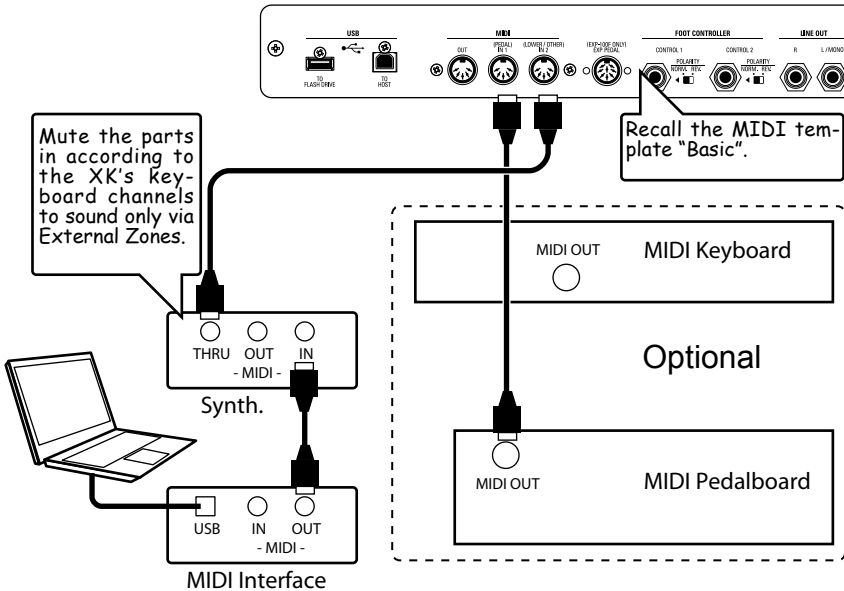 USB
MIDI
FOOT CONTROLLER
LINE OUT
OUT
(PEDAL)
IN 1
(LOWER / OTHER)
IN 2
(EXP-100F ONLY)
EXP PEDAL
CONTROL 1
CONTROL 2
R
L / MONO
POLARITY
NORM. REV.
POLARITY
NORM. REV.
TO
FLASH DRIVE
TO
HOST
Mute the parts
in according to
the XK's key-
board channels
to sound only via
External Zones.
Recall the MIDI tem-
plate “Basic”.
MIDI OUT
MIDI Keyboard
THRU OUT IN
- MIDI -
Synth.
Optional
MIDI OUT
MIDI Pedalboard
USB IN OUT
- MIDI -
MIDI Interface